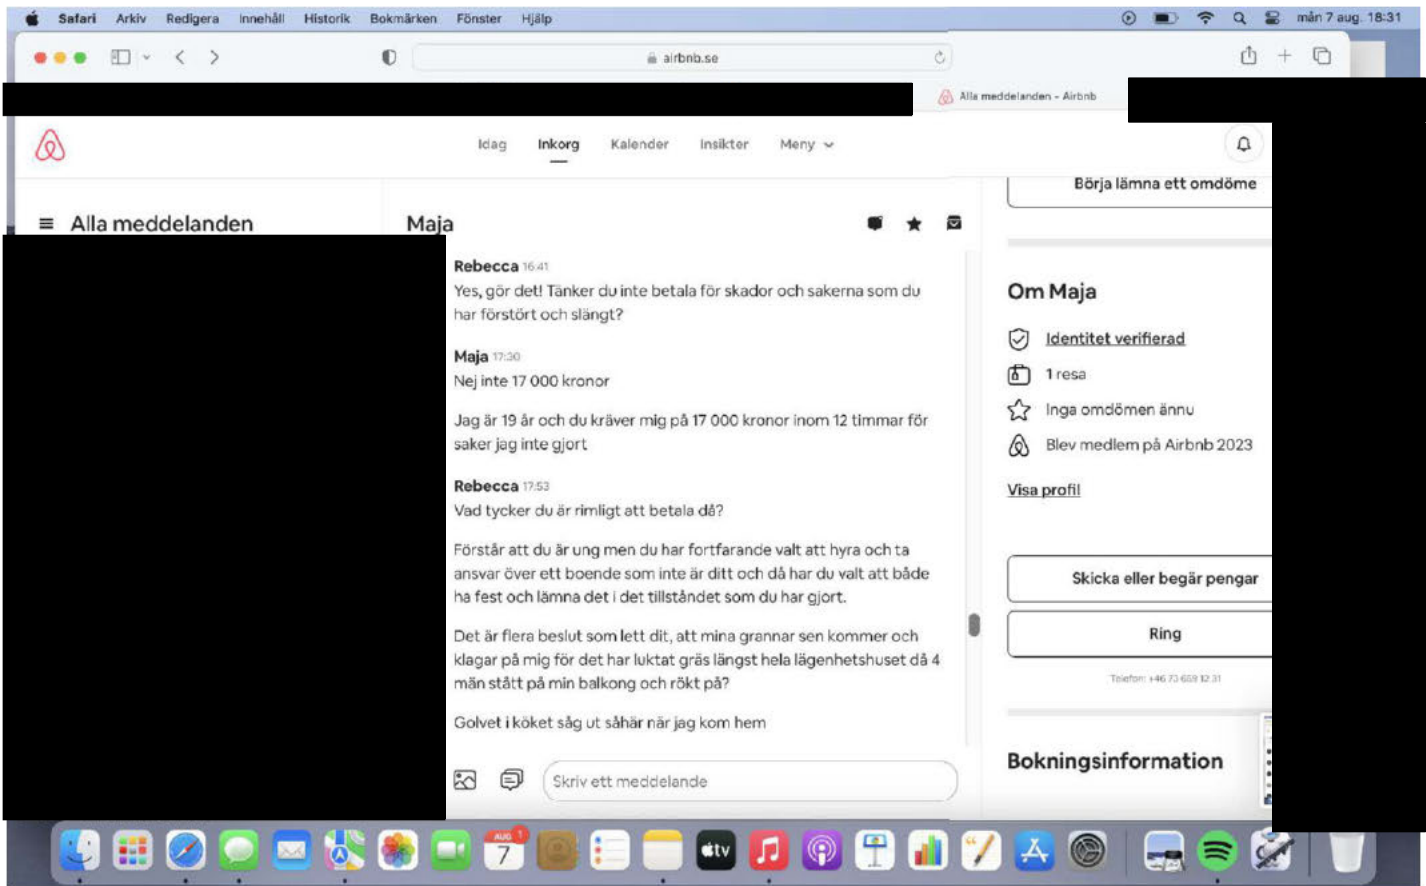 Safari Arkiv Redigera Innehåll Historik Bokmärken Fönster Hjälp mån 7 aug. 18:31
airbnb.se
Alla meddelanden – Airbnb
Idag Inkorg Kalender Insikter Meny
Börja lämna ett omdöme
Alla meddelanden
Maja
Rebecca 16:41
Yes, gör det! Tänker du inte betala för skador och sakerna som du
har förstört och slängt?
Maja 17:30
Nej inte 17 000 kronor
Jag är 19 år och du kräver mig på 17 000 kronor inom 12 timmar för
saker jag inte gjort
Rebecca 17:53
Vad tycker du är rimligt att betala då?
Förstår att du är ung men du har fortfarande valt att hyra och ta
ansvar över ett boende som inte är ditt och då har du valt att både
ha fest och lämna det i det tillståndet som du har gjort.
Det är flera beslut som lett dit, att mina grannar sen kommer och
klagar på mig för det har luktat gräs längst hela lägenhetshuset då 4
män stått på min balkong och rökt på?
Golvet i köket såg ut såhär när jag kom hem
Skriv ett meddelande
Om Maja
Identitet verifierad
1 resa
Inga omdömen ännu
Blev medlem på Airbnb 2023
Visa profil
Skicka eller begär pengar
Ring
Telefon: +46 73 669 12 31
Bokningsinformation
AUG 1
7
tv